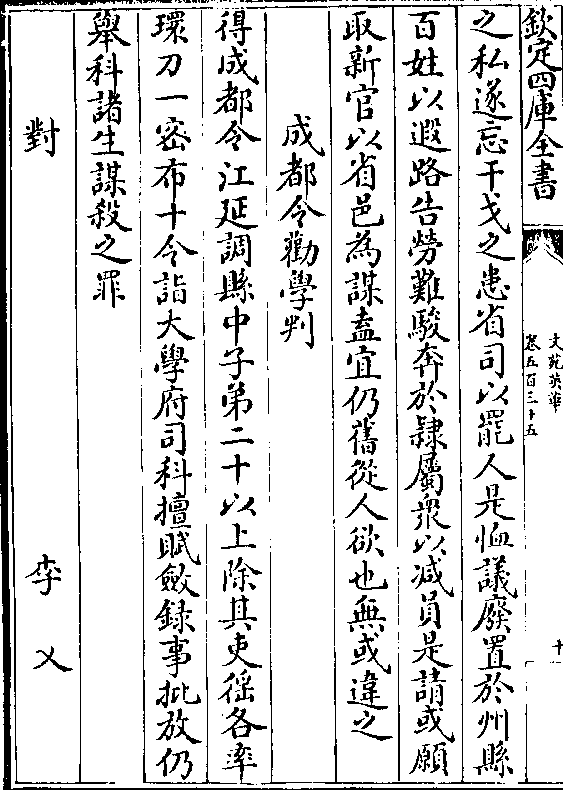 欽定四庫全書
文苑英華
卷五百三十五
十
之私遂忘干戈之患省司以罷人是恤議廢置於州縣
百姓以遐路告勞難駿奔於隸屬衆以减員是請或願
取新官以省邑為謀盍宜仍舊從人欲也無或違之
成都令勸學判
得成都令江延調縣中子弟二十以上除其吏徭各率
環刀一密布十令詣大學府司科擅賦斂録事批放仍
舉科諸生謀殺之罪
對
李乂